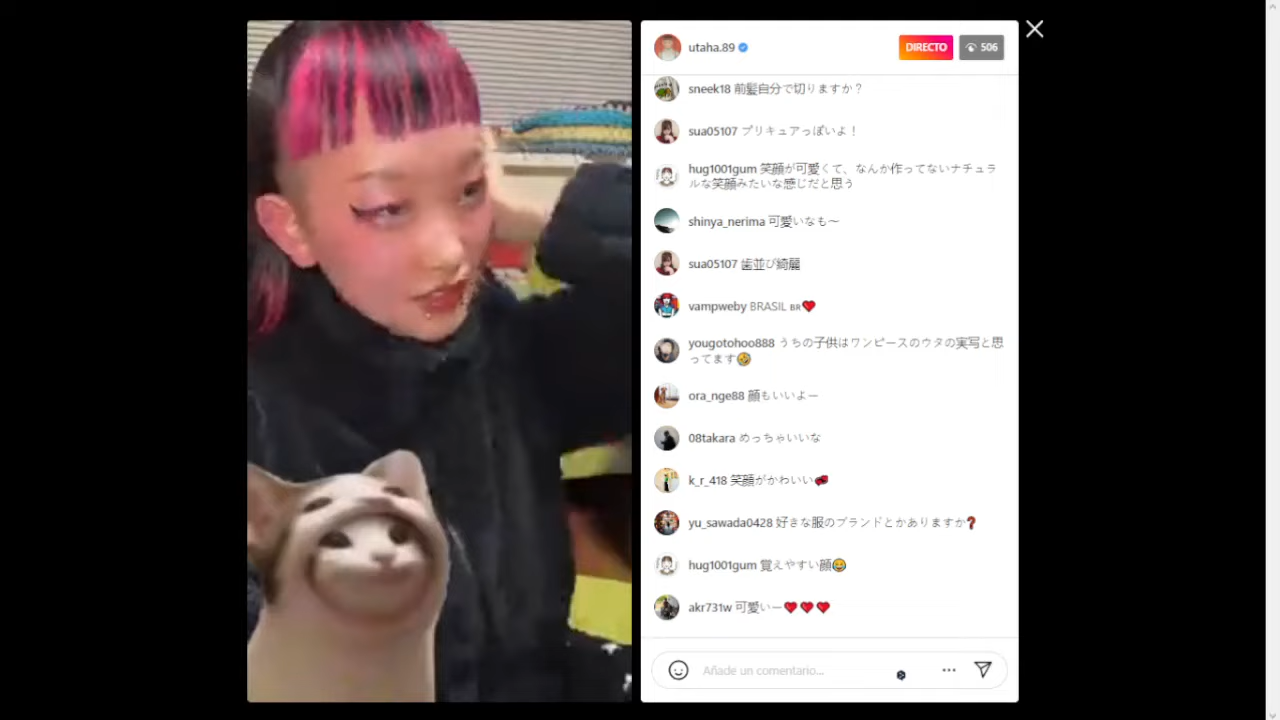 utaha.89
DIRECTO
506
sneek18 前髪自分で切りますか？
sua05107 プリキュアっぽいよ！
hug1001gum 笑顔が可愛くて、なんか作ってないナチュラ
ルな笑顔みたいな感じだと思う
shinya_nerima 可愛いなも〜
sua05107 歯並び綺麗
vampweby BRASIL BR❤️
yougotohoo888 うちの子供はワンピースのウタの実写と思
ってます🤣
ora_nge88 顔もいいよー
08takara めっちゃいいな
k_r_418 笑顔がかわいい
yu_sawada0428 好きな服のブランドとかありますか❓
hug1001gum 覚えやすい顔😂
akr731w 可愛いー❤️❤️❤️
Añade un comentario...